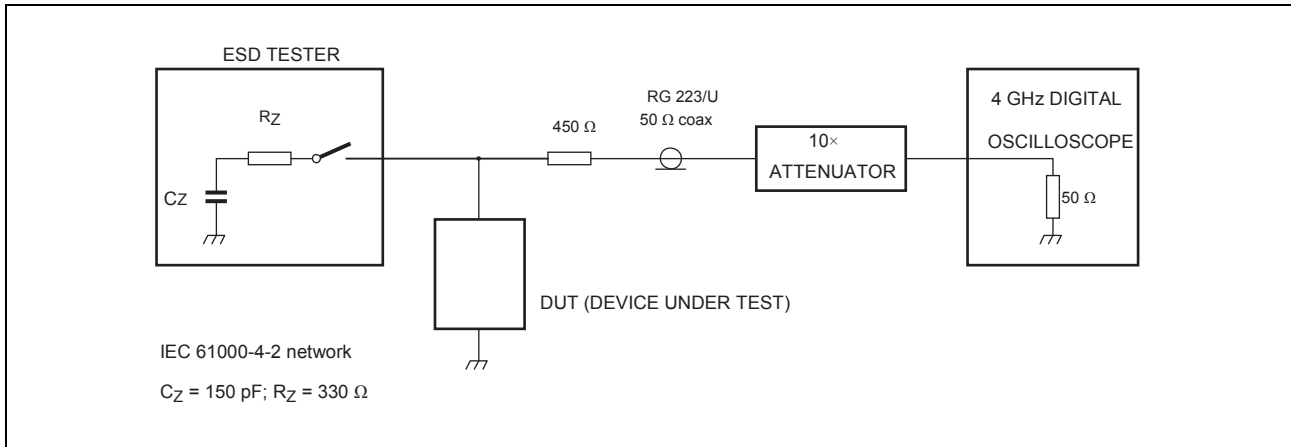 ESD TESTER
RZ
CZ
450 Ω
RG 223/U
50 Ω coax
10×
ATTENUATOR
4 GHz DIGITAL
OSCILLOSCOPE
50 Ω
DUT (DEVICE UNDER TEST)
IEC 61000-4-2 network
CZ = 150 pF; RZ = 330 Ω